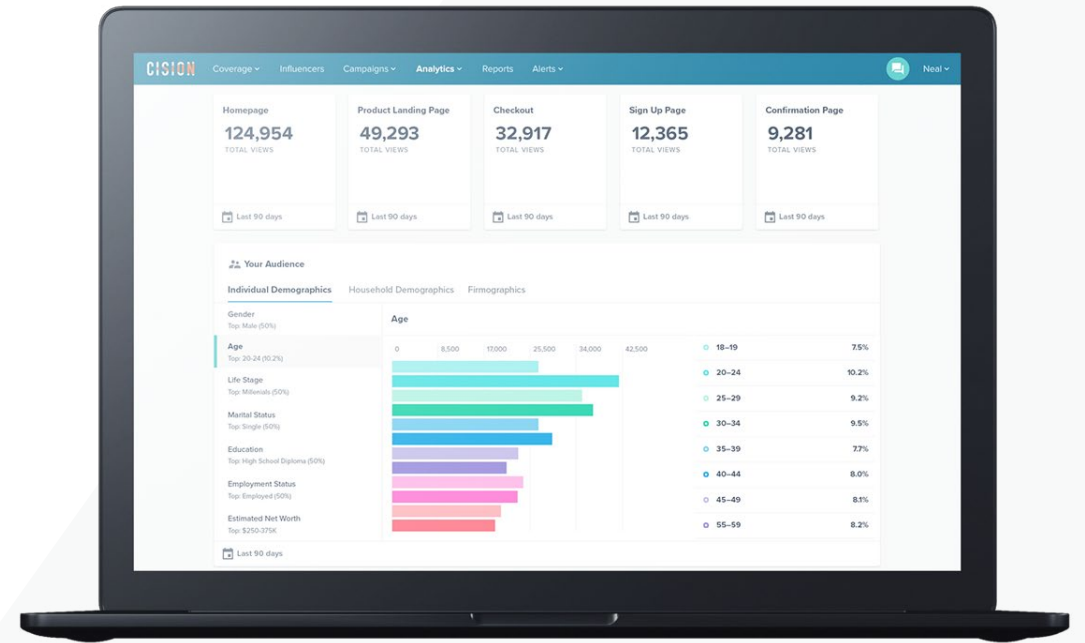 CISION Coverage Influencers Campaigns Analytics Reports Alerts Neal
Homepage
124,954
TOTAL VIEWS
Last 90 days
Product Landing Page
49,293
TOTAL VIEWS
Last 90 days
Checkout
32,917
TOTAL VIEWS
Last 90 days
Sign Up Page
12,365
TOTAL VIEWS
Last 90 days
Confirmation Page
9,281
TOTAL VIEWS
Last 90 days
Your Audience
Individual Demographics Household Demographics Firmographics
Gender
Top: Male (50%)
Age
Top: 20-24 (10.2%)
Life Stage
Top: Millenials (50%)
Marital Status
Top: Single (50%)
Education
Top: High School Diploma (50%)
Employment Status
Top: Employed (50%)
Estimated Net Worth
Top: $250-375K
Age
0 8,500 17,000 25,500 34,000 42,500
18–19 7.5%
20–24 10.2%
25–29 9.2%
30–34 9.5%
35–39 7.7%
40–44 8.0%
45–49 8.1%
55–59 8.2%
Last 90 days